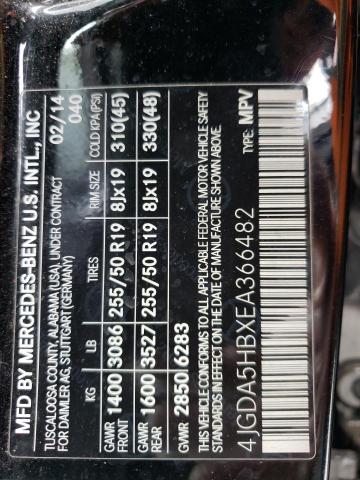 MFD BY MERCEDES-BENZ U.S. INTL., INC
TUSCALOOSA COUNTY, ALABAMA (USA). UNDER CONTRACT 02/14
FOR DAIMLER AG, STUTTGART (GERMANY) 040
KG LB TIRES RIM SIZE COLD KPA(PSI)
GAWR FRONT 1400 3086 255/50 R19 8Jx19 310(45)
GAWR REAR 1600 3527 255/50 R19 8Jx19 330(48)
GVWR 2850 6283
THIS VEHICLE CONFORMS TO ALL APPLICABLE FEDERAL MOTOR VEHICLE SAFETY
STANDARDS IN EFFECT ON THE DATE OF MANUFACTURE SHOWN ABOVE.
4JGDA5HBXEA366482 TYPE: MPV